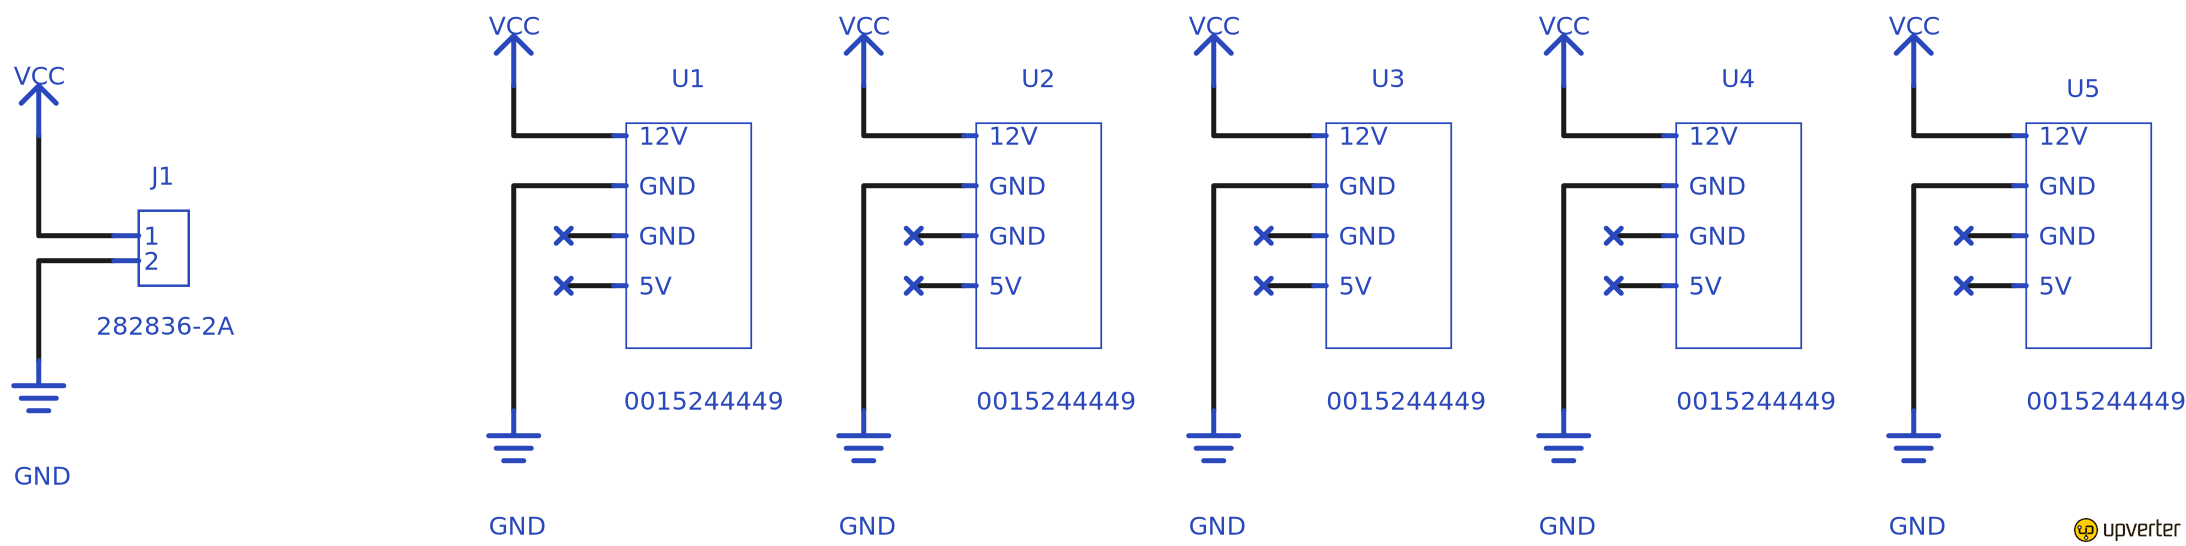 VCC
J1
1
2
282836-2A
GND
VCC
U1
12V
GND
GND
5V
0015244449
GND
VCC
U2
12V
GND
GND
5V
0015244449
GND
VCC
U3
12V
GND
GND
5V
0015244449
GND
VCC
U4
12V
GND
GND
5V
0015244449
GND
VCC
U5
12V
GND
GND
5V
0015244449
GND
upverter